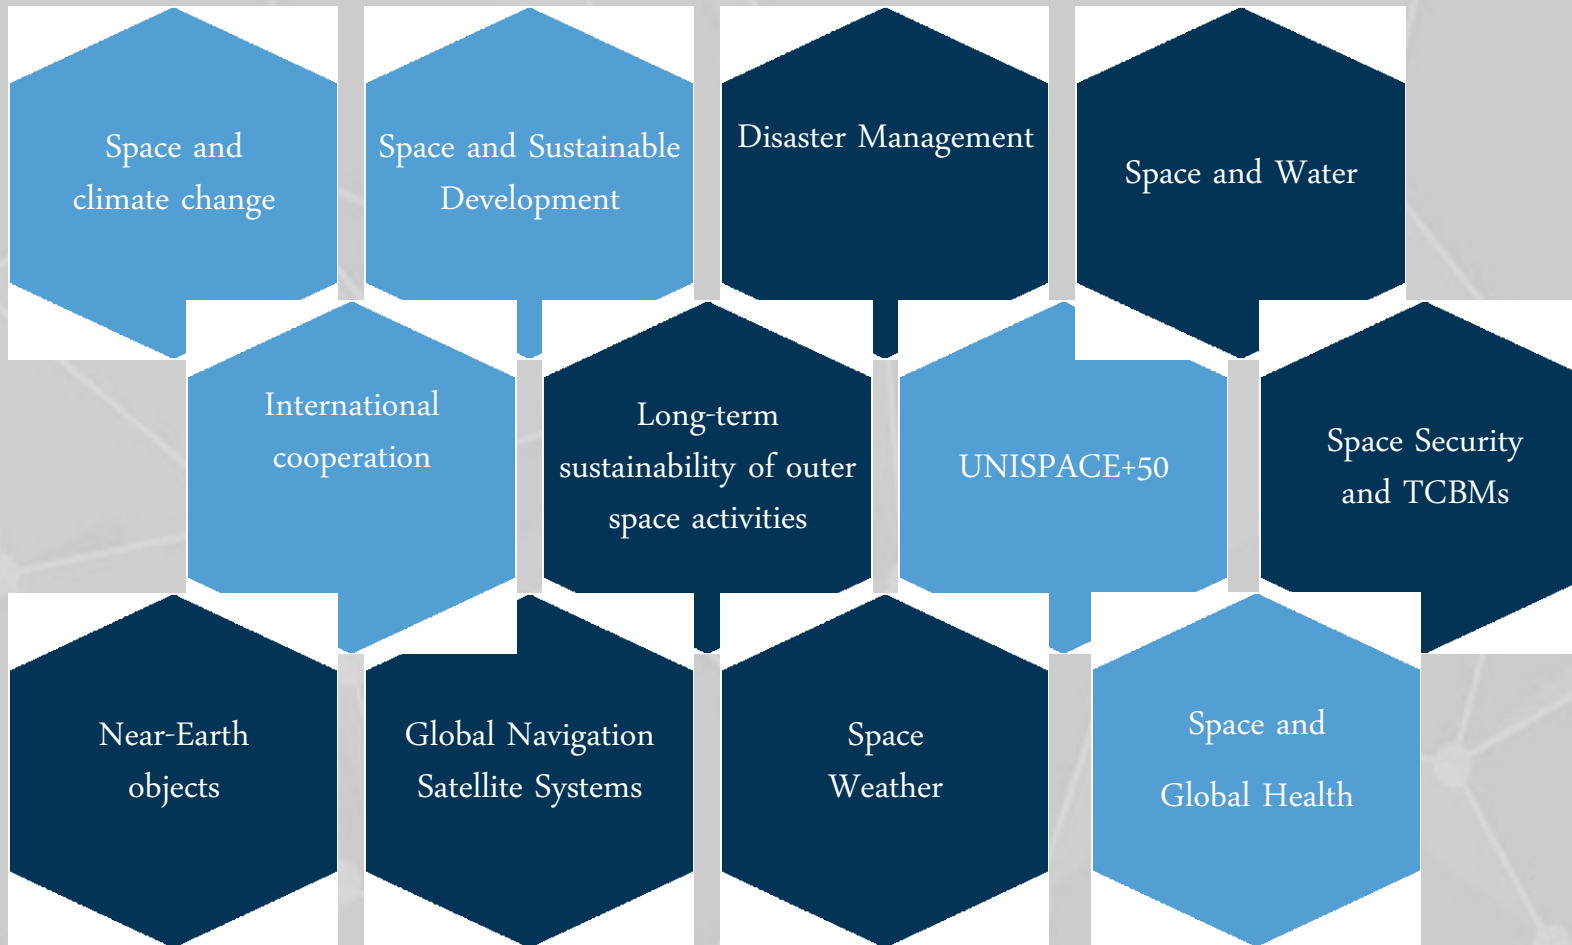 Space and
climate change
Space and Sustainable
Development
Disaster Management
Space and Water
International
cooperation
Long-term
sustainability of outer
space activities
UNISPACE+50
Space Security
and TCBMs
Near-Earth
objects
Global Navigation
Satellite Systems
Space
Weather
Space and
Global Health